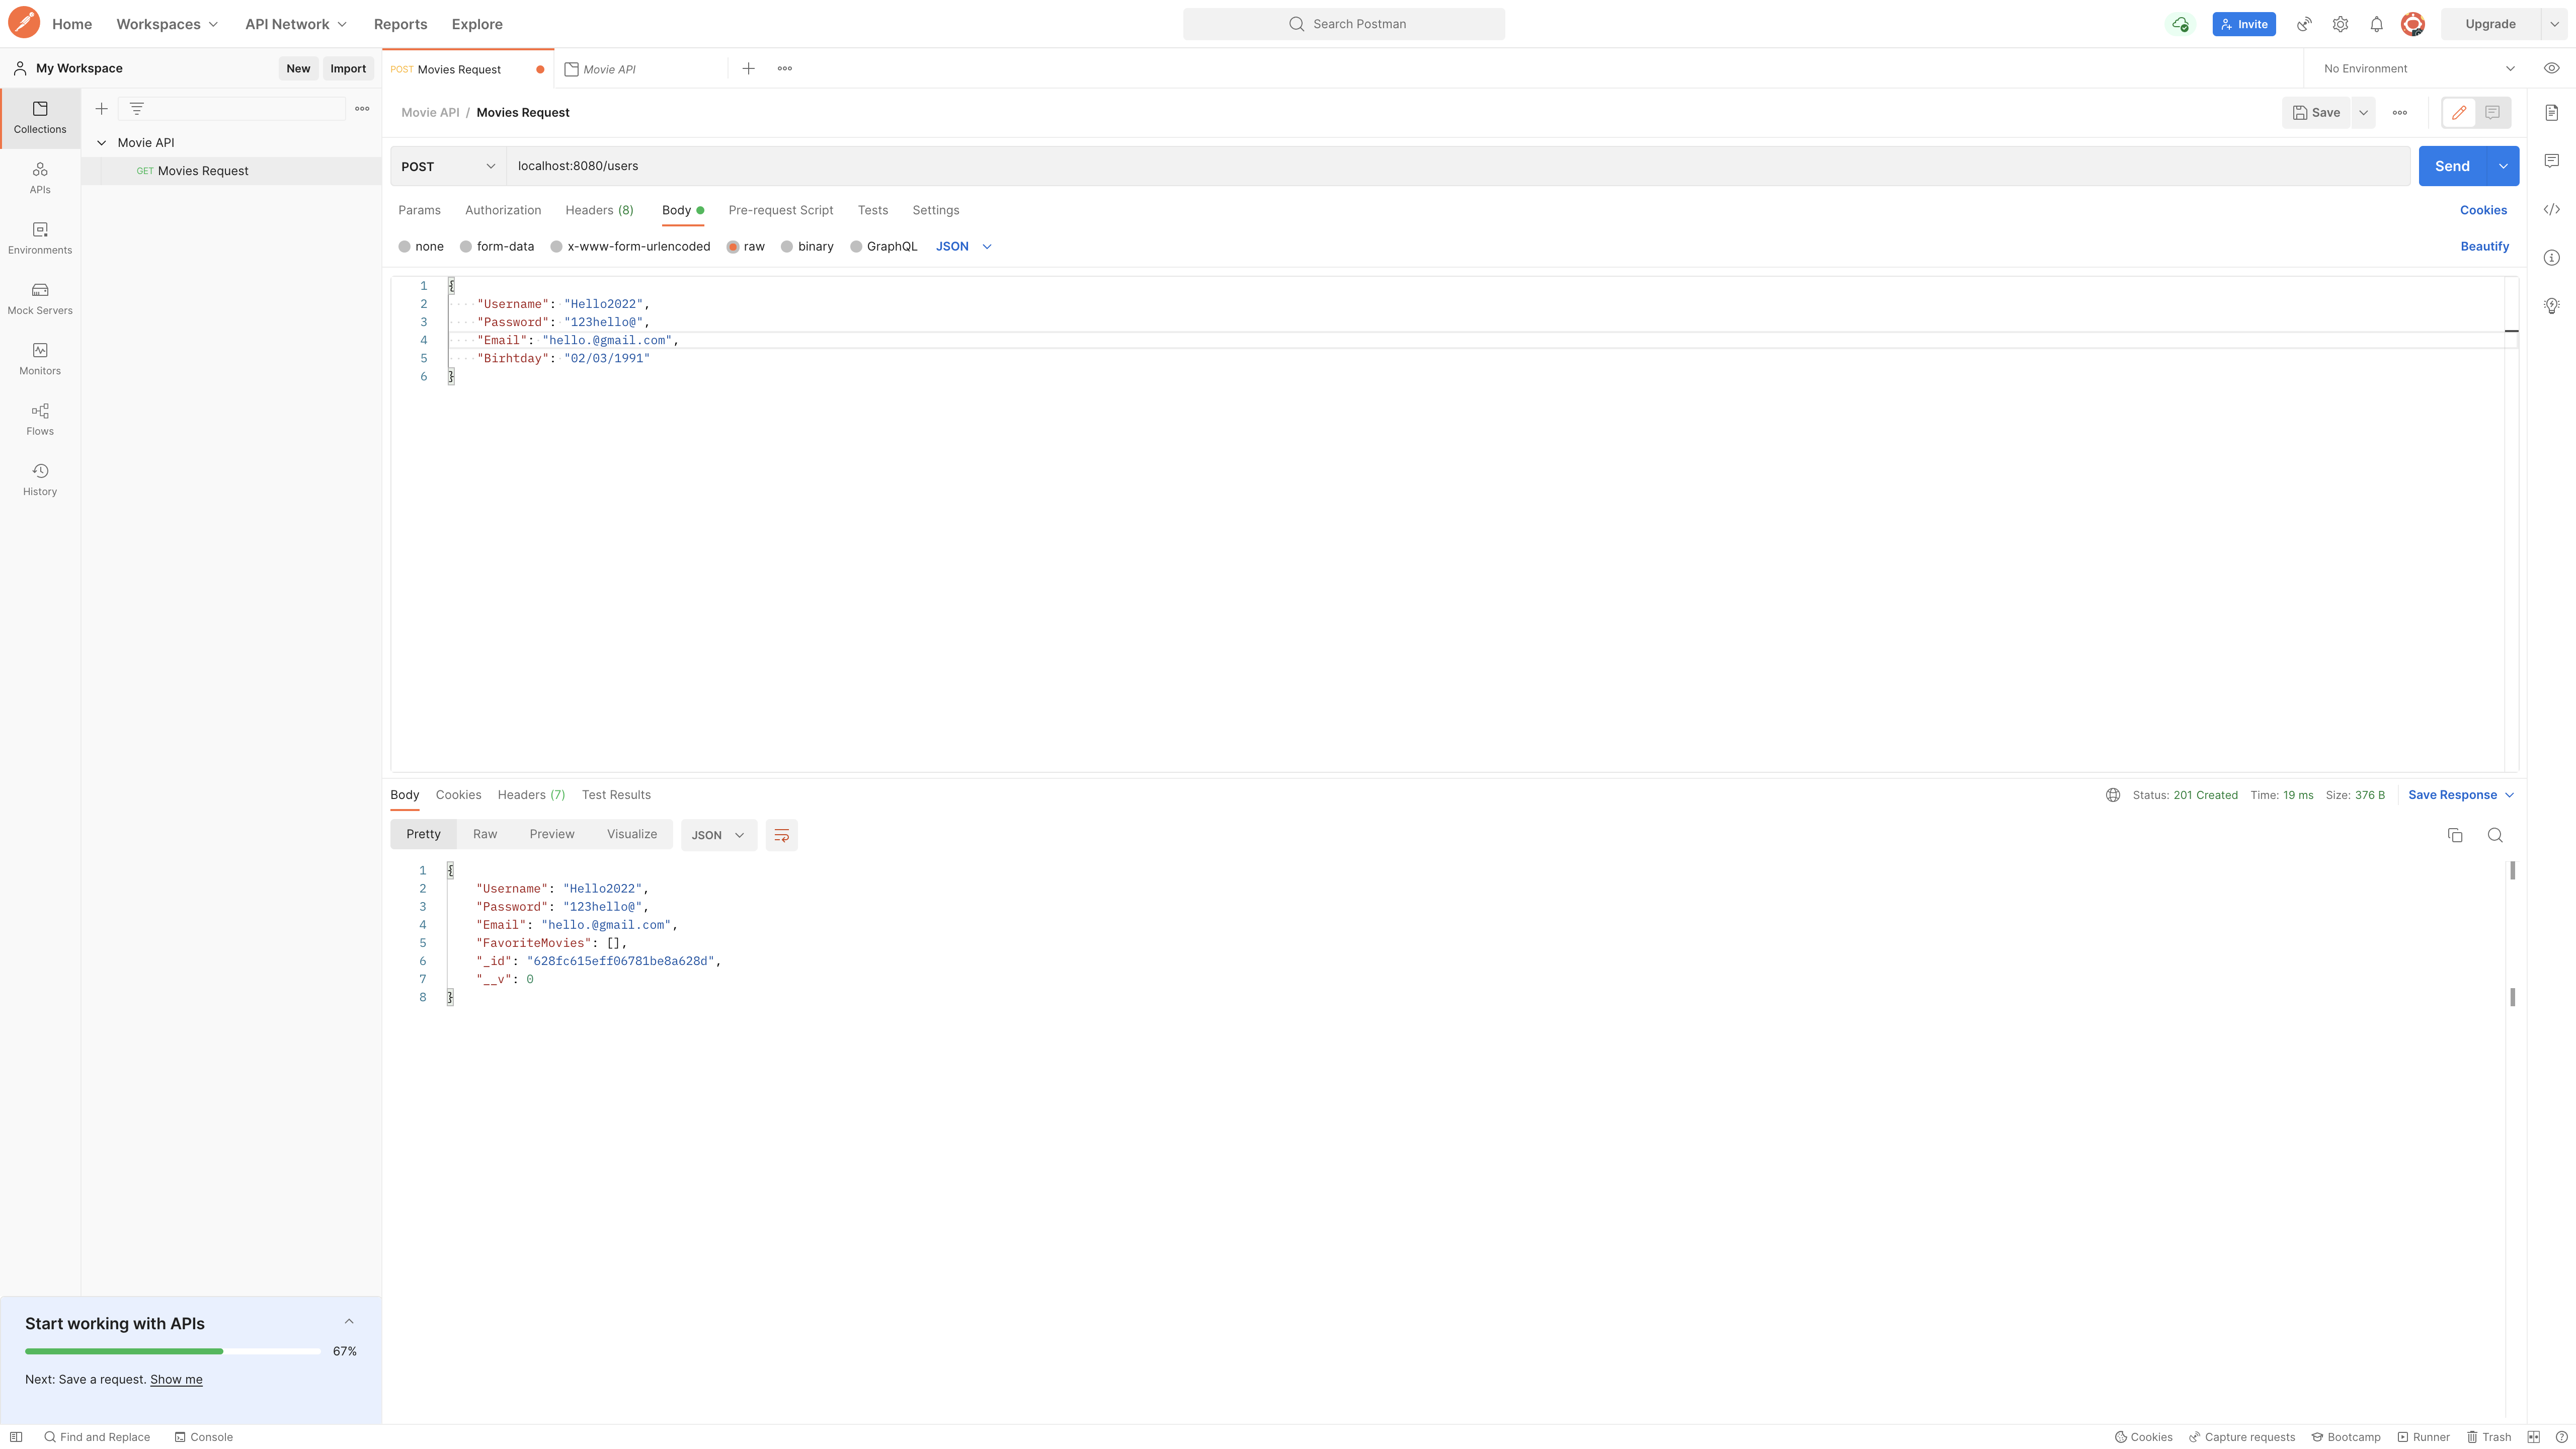 Home Workspaces API Network Reports Explore Search Postman Invite Upgrade
My Workspace New Import POST Movies Request Movie API No Environment
Collections
Movie API
GET Movies Request
APIs
Environments
Mock Servers
Monitors
Flows
History
Movie API / Movies Request Save
POST localhost:8080/users Send
Params Authorization Headers (8) Body Pre-request Script Tests Settings Cookies
none form-data x-www-form-urlencoded raw binary GraphQL JSON Beautify
1 {
2 "Username": "Hello2022",
3 "Password": "123hello@",
4 "Email": "hello.@gmail.com",
5 "Birhtday": "02/03/1991"
6 }
Body Cookies Headers (7) Test Results Status: 201 Created Time: 19 ms Size: 376 B Save Response
Pretty Raw Preview Visualize JSON
1 {
2 "Username": "Hello2022",
3 "Password": "123hello@",
4 "Email": "hello.@gmail.com",
5 "FavoriteMovies": [],
6 "_id": "628fc615eff06781be8a628d",
7 "__v": 0
8 }
Start working with APIs
67%
Next: Save a request. Show me
Find and Replace Console Cookies Capture requests Bootcamp Runner Trash